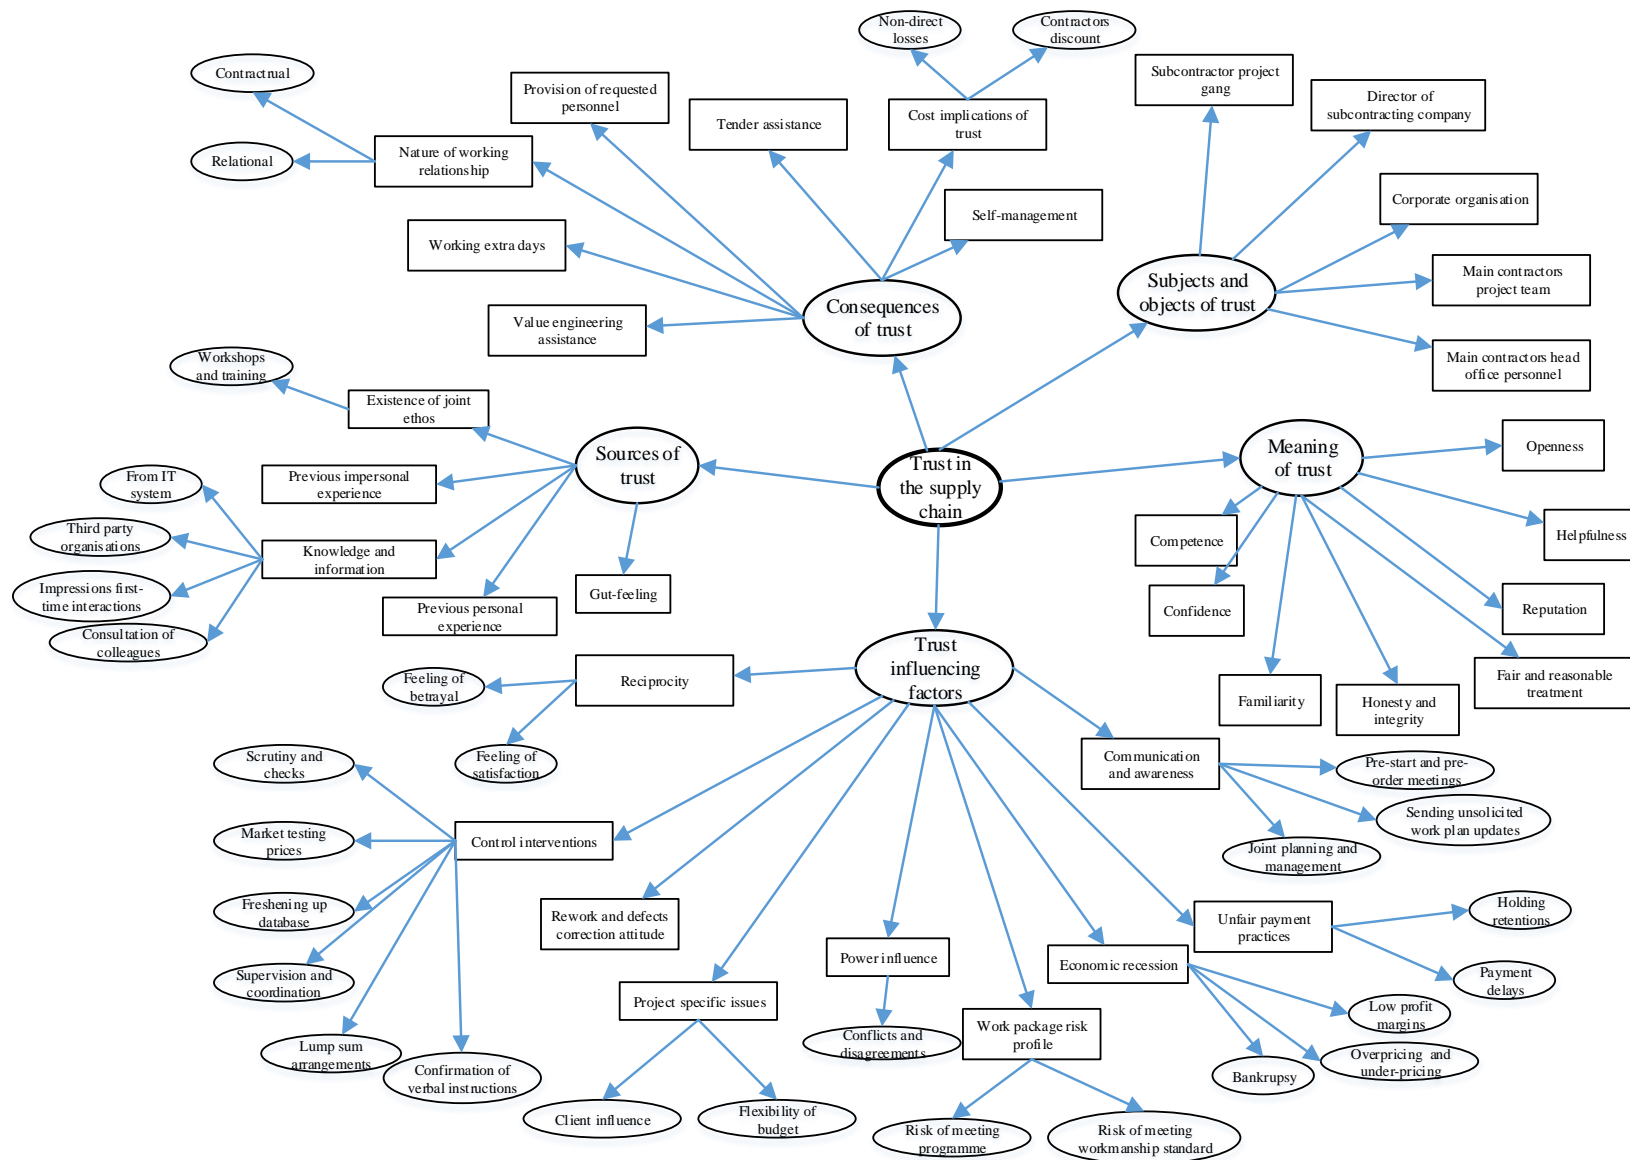 Non-direct
losses
Contractors
discount
Contractrual
Provision of requested
personnel
Tender assistance
Cost implications of
trust
Subcontractor project
gang
Director of
subcontracting company
Relational
Nature of working
relationship
Corporate organisation
Self-management
Working extra days
Main contractors
project team
Subjects and
objects of trust
Consequences
of trust
Value engineering
assistance
Main contractors head
office personnel
Workshops
and training
Existence of joint
ethos
Sources of
trust
Trust in
the supply
chain
Meaning
of trust
Openness
From IT
system
Previous impersonal
experience
Third party
organisations
Knowledge and
information
Competence
Helpfulness
Impressions first-
time interactions
Gut-feeling
Previous personal
experience
Confidence
Reputation
Consultation of
colleagues
Trust
influencing
factors
Fair and reasonable
treatment
Feeling of
betrayal
Reciprocity
Familiarity
Honesty and
integrity
Scrutiny and
checks
Feeling of
satisfaction
Communication
and awareness
Pre-start and pre-
order meetings
Sending unsolicited
work plan updates
Market testing
prices
Control interventions
Joint planning and
management
Freshening up
database
Rework and defects
correction attitude
Unfair payment
practices
Holding
retentions
Power influence
Economic recession
Supervision and
coordination
Payment
delays
Project specific issues
Low profit
margins
Lump sum
arrangements
Conflicts and
disagreements
Work package risk
profile
Overpricing and
under-pricing
Confirmation of
verbal instructions
Bankrupsy
Client influence
Flexibility of
budget
Risk of meeting
programme
Risk of meeting
workmanship standard